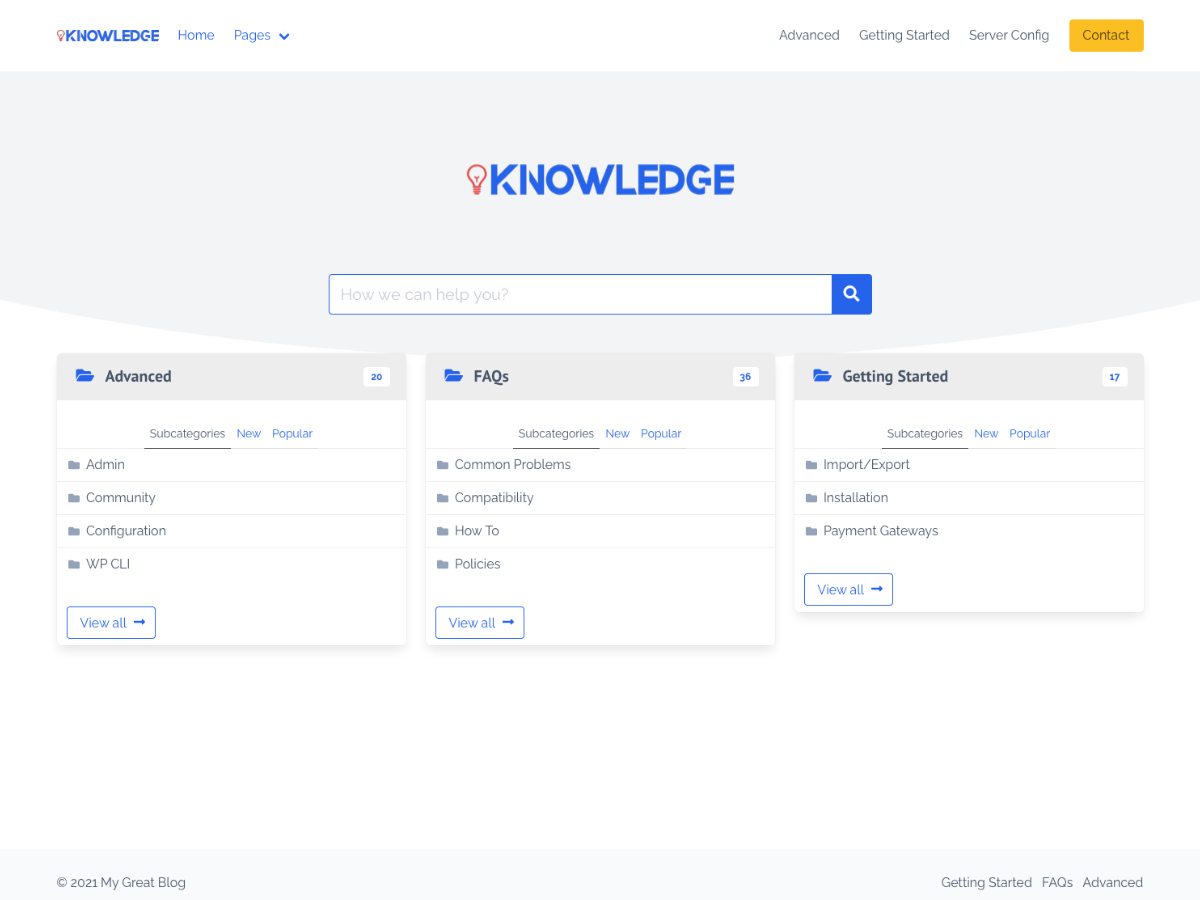 KNOWLEDGE Home Pages Advanced Getting Started Server Config Contact
KNOWLEDGE
How we can help you?
Advanced 20
Subcategories New Popular
Admin
Community
Configuration
WP CLI
View all
FAQs 36
Subcategories New Popular
Common Problems
Compatibility
How To
Policies
View all
Getting Started 17
Subcategories New Popular
Import/Export
Installation
Payment Gateways
View all
© 2021 My Great Blog Getting Started FAQs Advanced